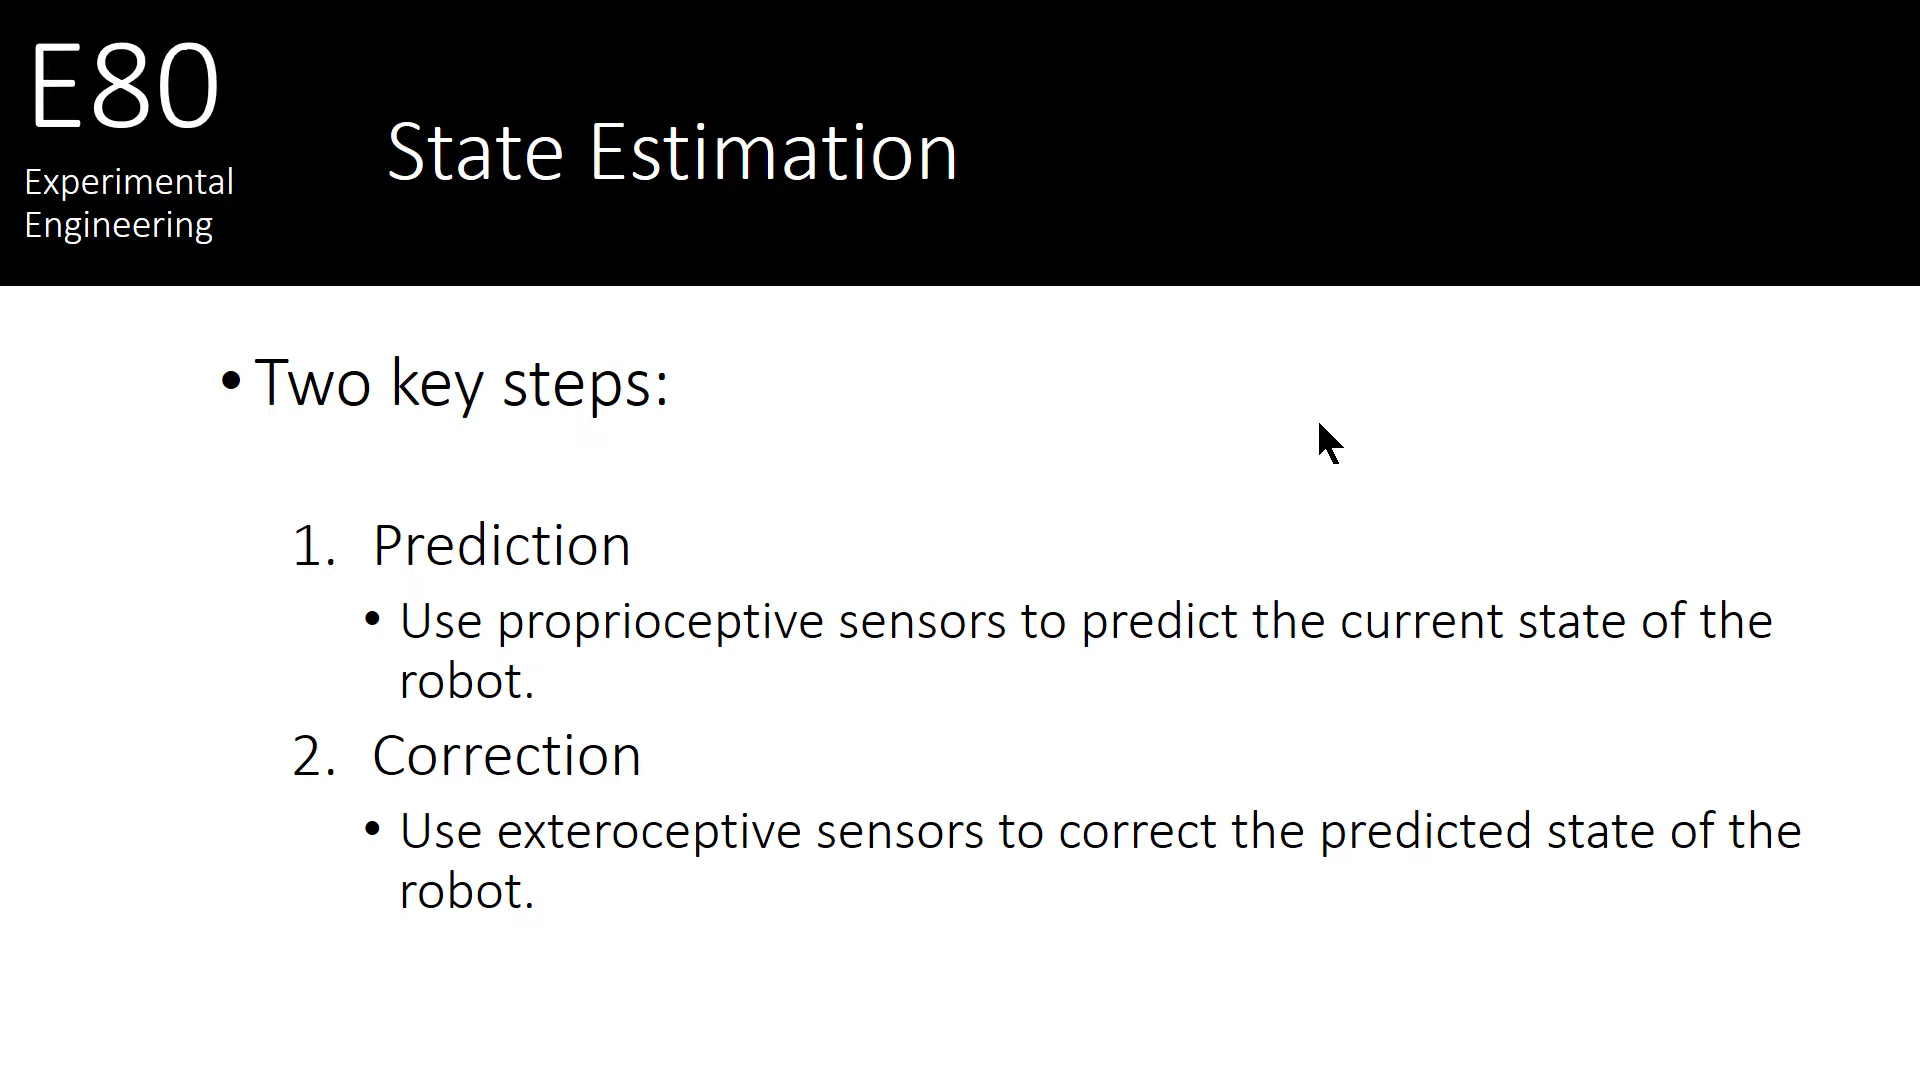 E80
Experimental
Engineering
State Estimation
• Two key steps:
1. Prediction
• Use proprioceptive sensors to predict the current state of the
robot.
2. Correction
• Use exteroceptive sensors to correct the predicted state of the
robot.